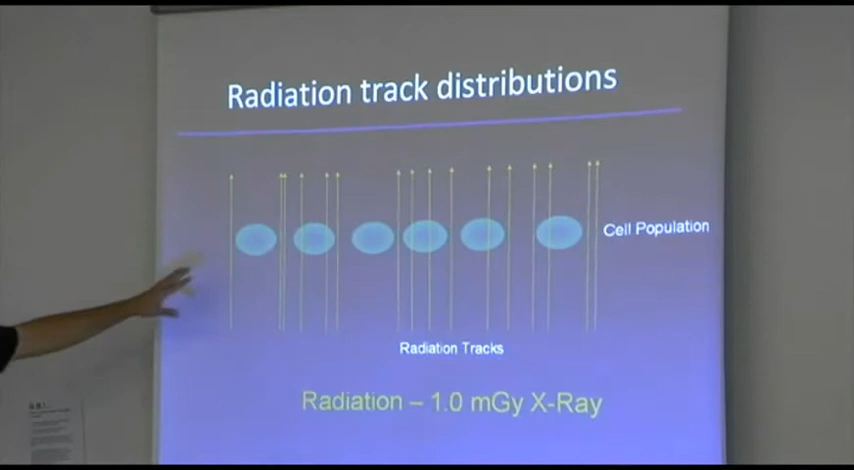 Radiation track distributions
Cell Population
Radiation Tracks
Radiation – 1.0 mGy X-Ray